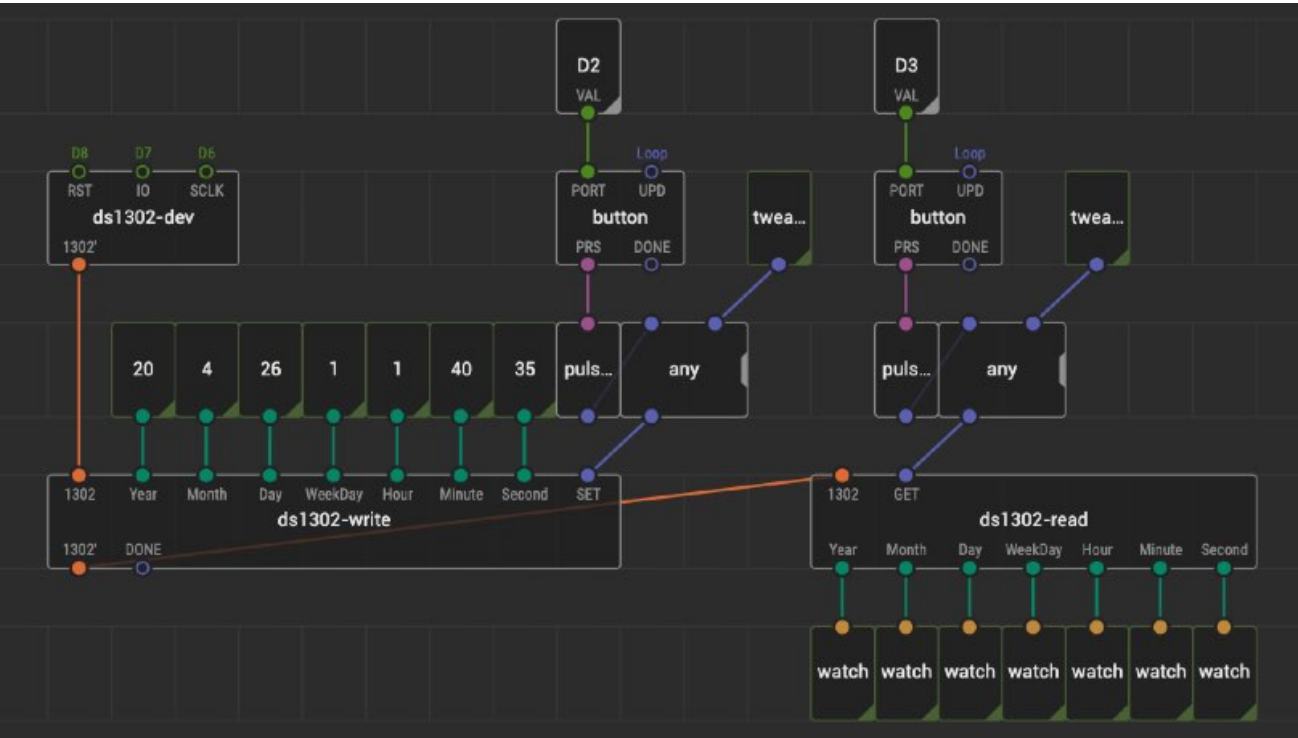 D2
D3
VAL
VAL
D8 D7 D6
Loop
Loop
RST IO SCLK
PORT UPD
PORT UPD
ds1302-dev
button
twea...
button
twea...
1302'
PRS DONE
PRS DONE
20 4 26 1 1 40 35 puls... any
puls... any
1302 Year Month Day WeekDay Hour Minute Second SET
1302 GET
ds1302-write
ds1302-read
1302' DONE
Year Month Day WeekDay Hour Minute Second
watch watch watch watch watch watch watch